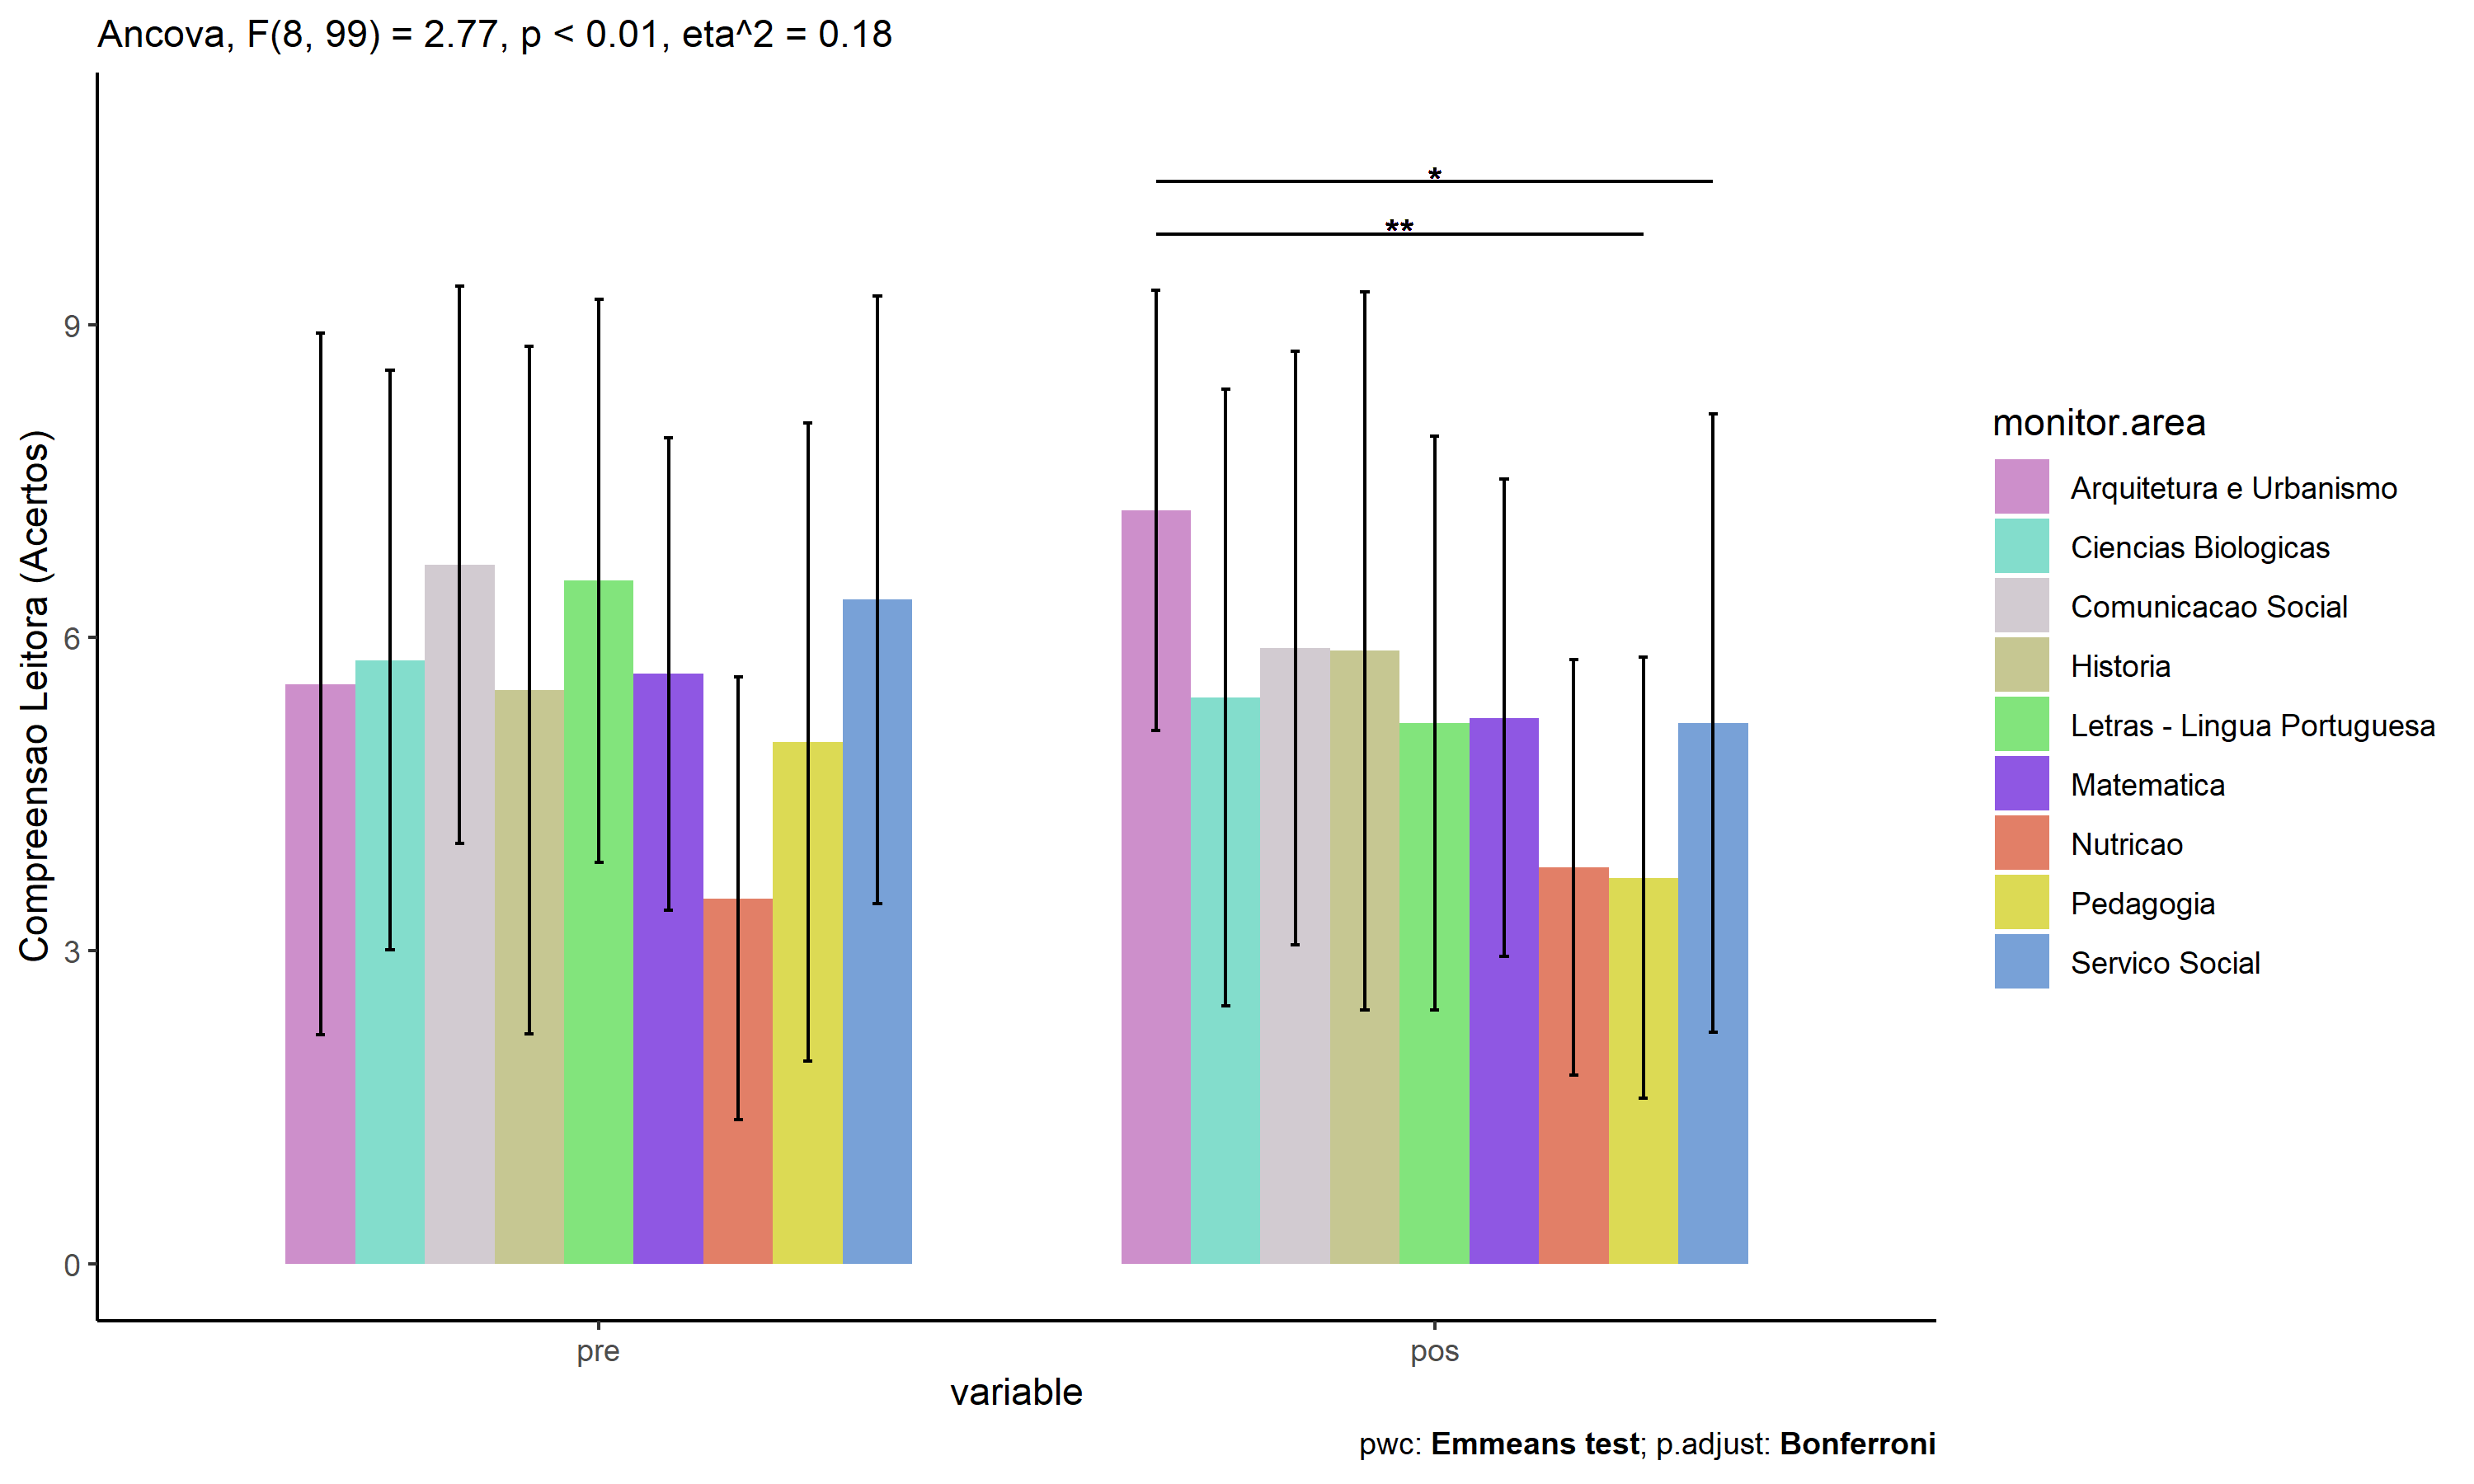 Ancova, F(8, 99) = 2.77, p < 0.01, eta^2 = 0.18
Compreensao Leitora (Acertos)
9
6
3
0
*
**
pre
pos
variable
monitor.area
Arquitetura e Urbanismo
Ciencias Biologicas
Comunicacao Social
Historia
Letras - Lingua Portuguesa
Matematica
Nutricao
Pedagogia
Servico Social
pwc: Emmeans test; p.adjust: Bonferroni